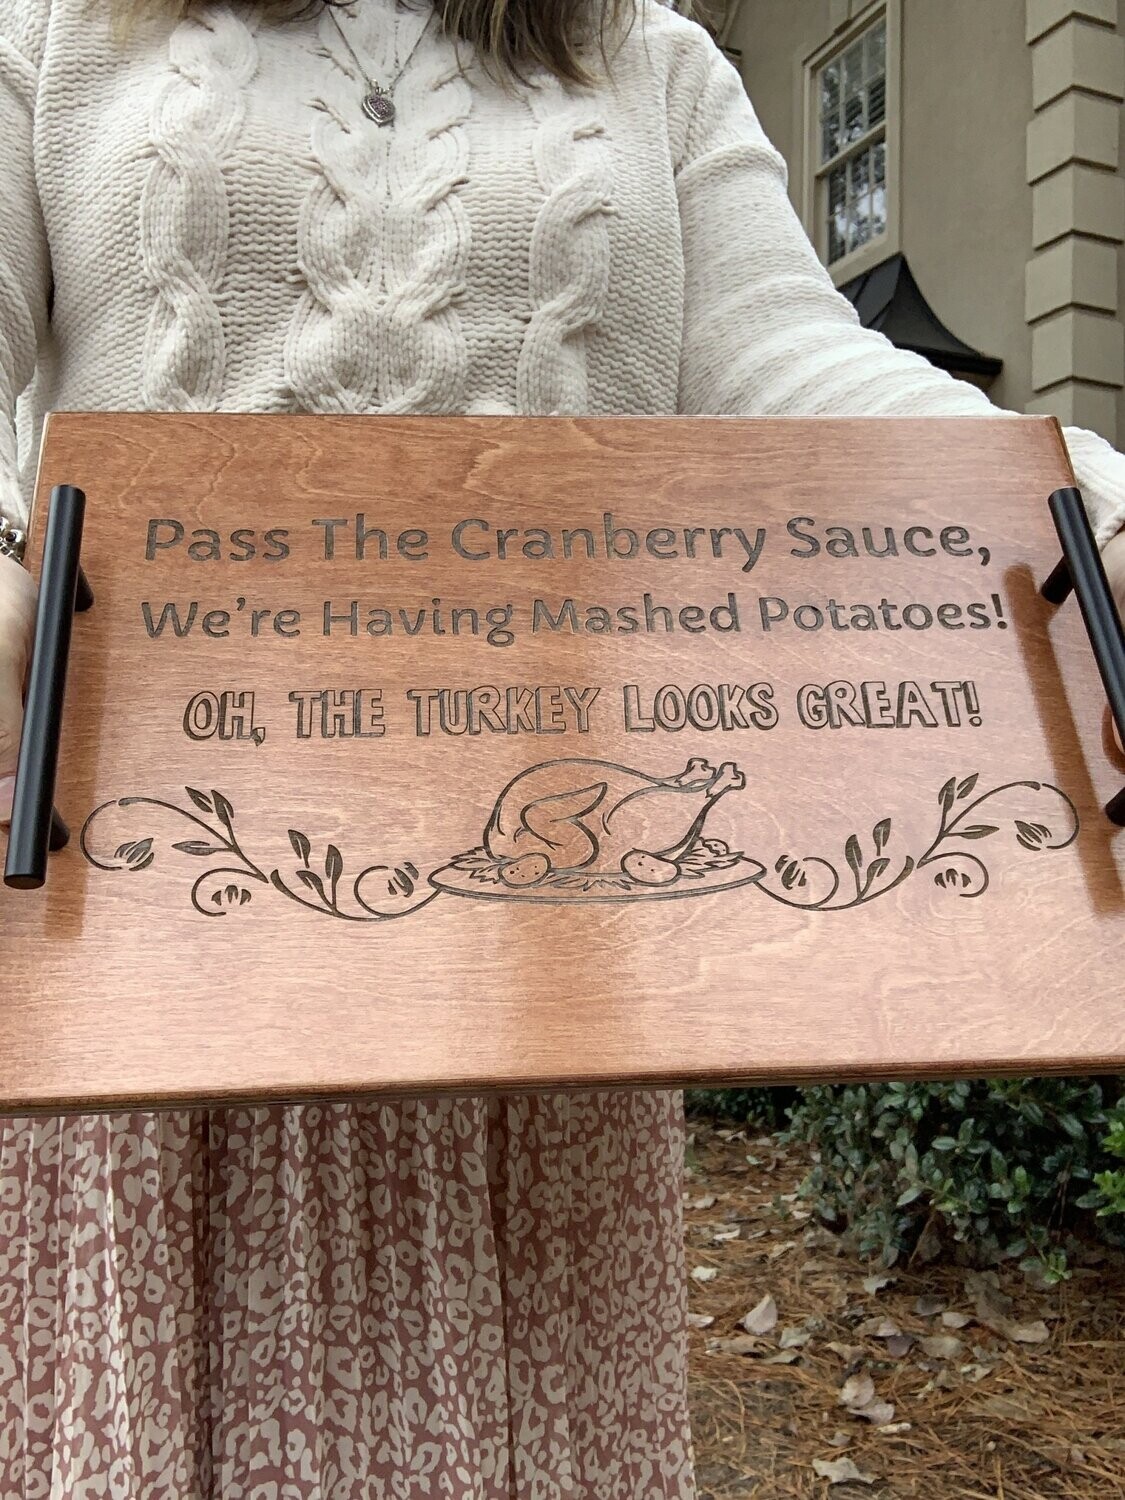 Pass The Cranberry Sauce,
We're Having Mashed Potatoes!
OH, THE TURKEY LOOKS GREAT!